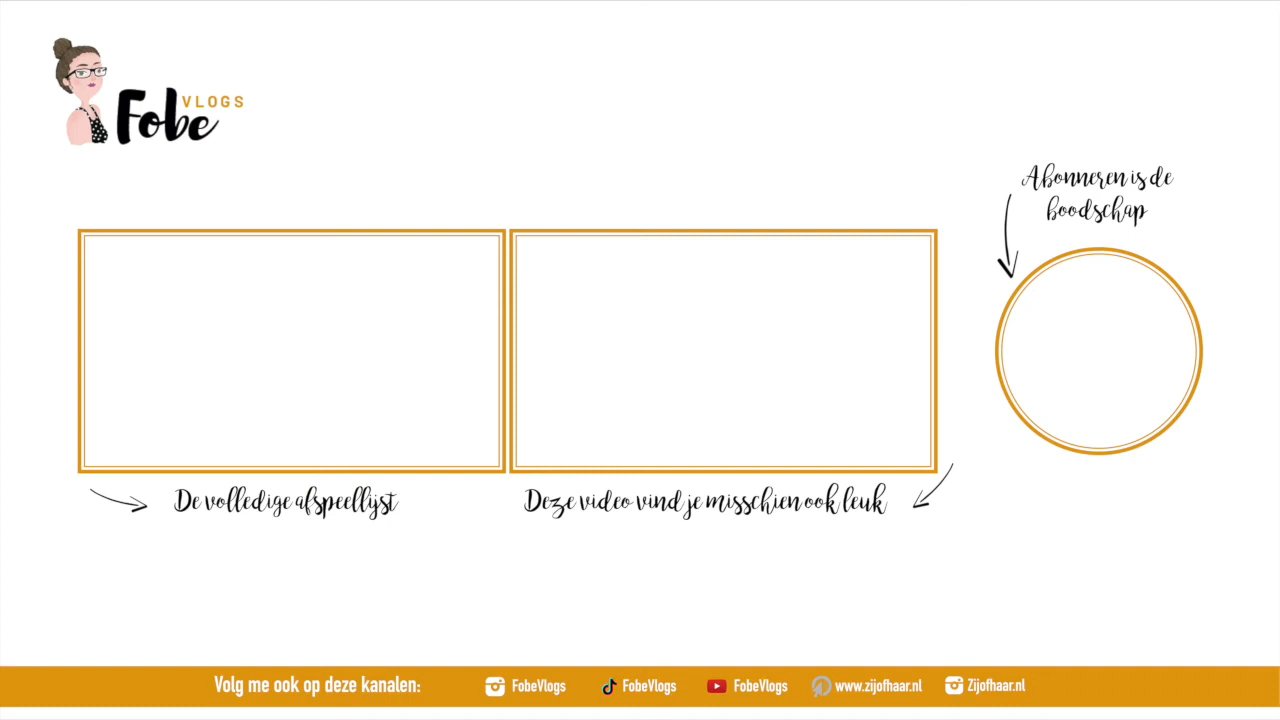 VLOGS
Fobe
Abonneren is de
boodschap
De volledige afspeellijst
Deze video vind je misschien ook leuk
Volg me ook op deze kanalen: FobeVlogs FobeVlogs FobeVlogs www.zijofhaar.nl Zijofhaar.nl